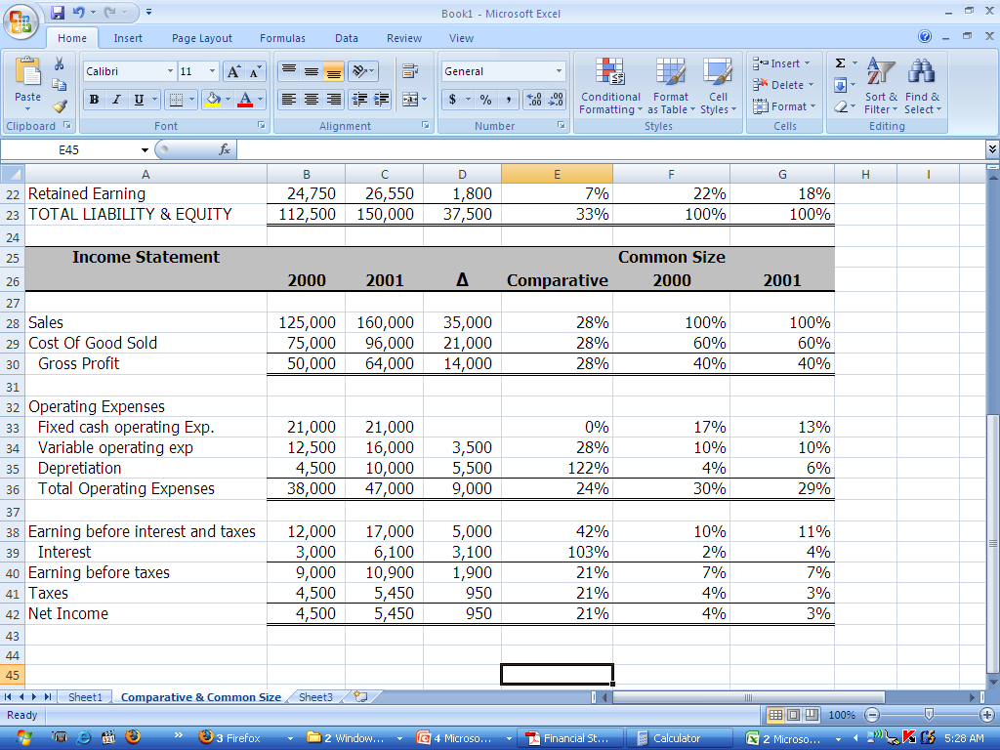 Book1 - Microsoft Excel
Home Insert Page Layout Formulas Data Review View
Paste
Calibri 11
General
B I U
$ % ,
Conditional Formatting
Format as Table
Cell Styles
Insert
Delete
Format
Σ
Sort & Filter
Find & Select
Clipboard Font Alignment Number Styles Cells Editing
E45 fx
A B C D E F G H I
22 Retained Earning 24,750 26,550 1,800 7% 22% 18%
23 TOTAL LIABILITY & EQUITY 112,500 150,000 37,500 33% 100% 100%
24
25 Income Statement Common Size
26 2000 2001 Δ Comparative 2000 2001
27
28 Sales 125,000 160,000 35,000 28% 100% 100%
29 Cost Of Good Sold 75,000 96,000 21,000 28% 60% 60%
30 Gross Profit 50,000 64,000 14,000 28% 40% 40%
31
32 Operating Expenses
33 Fixed cash operating Exp. 21,000 21,000 0% 17% 13%
34 Variable operating exp 12,500 16,000 3,500 28% 10% 10%
35 Depretiation 4,500 10,000 5,500 122% 4% 6%
36 Total Operating Expenses 38,000 47,000 9,000 24% 30% 29%
37
38 Earning before interest and taxes 12,000 17,000 5,000 42% 10% 11%
39 Interest 3,000 6,100 3,100 103% 2% 4%
40 Earning before taxes 9,000 10,900 1,900 21% 7% 7%
41 Taxes 4,500 5,450 950 21% 4% 3%
42 Net Income 4,500 5,450 950 21% 4% 3%
43
44
45
Sheet1 Comparative & Common Size Sheet3
Ready 100%
3 Firefox 2 Window... 4 Microso... Financial St... Calculator 2 Microso... 5:28 AM